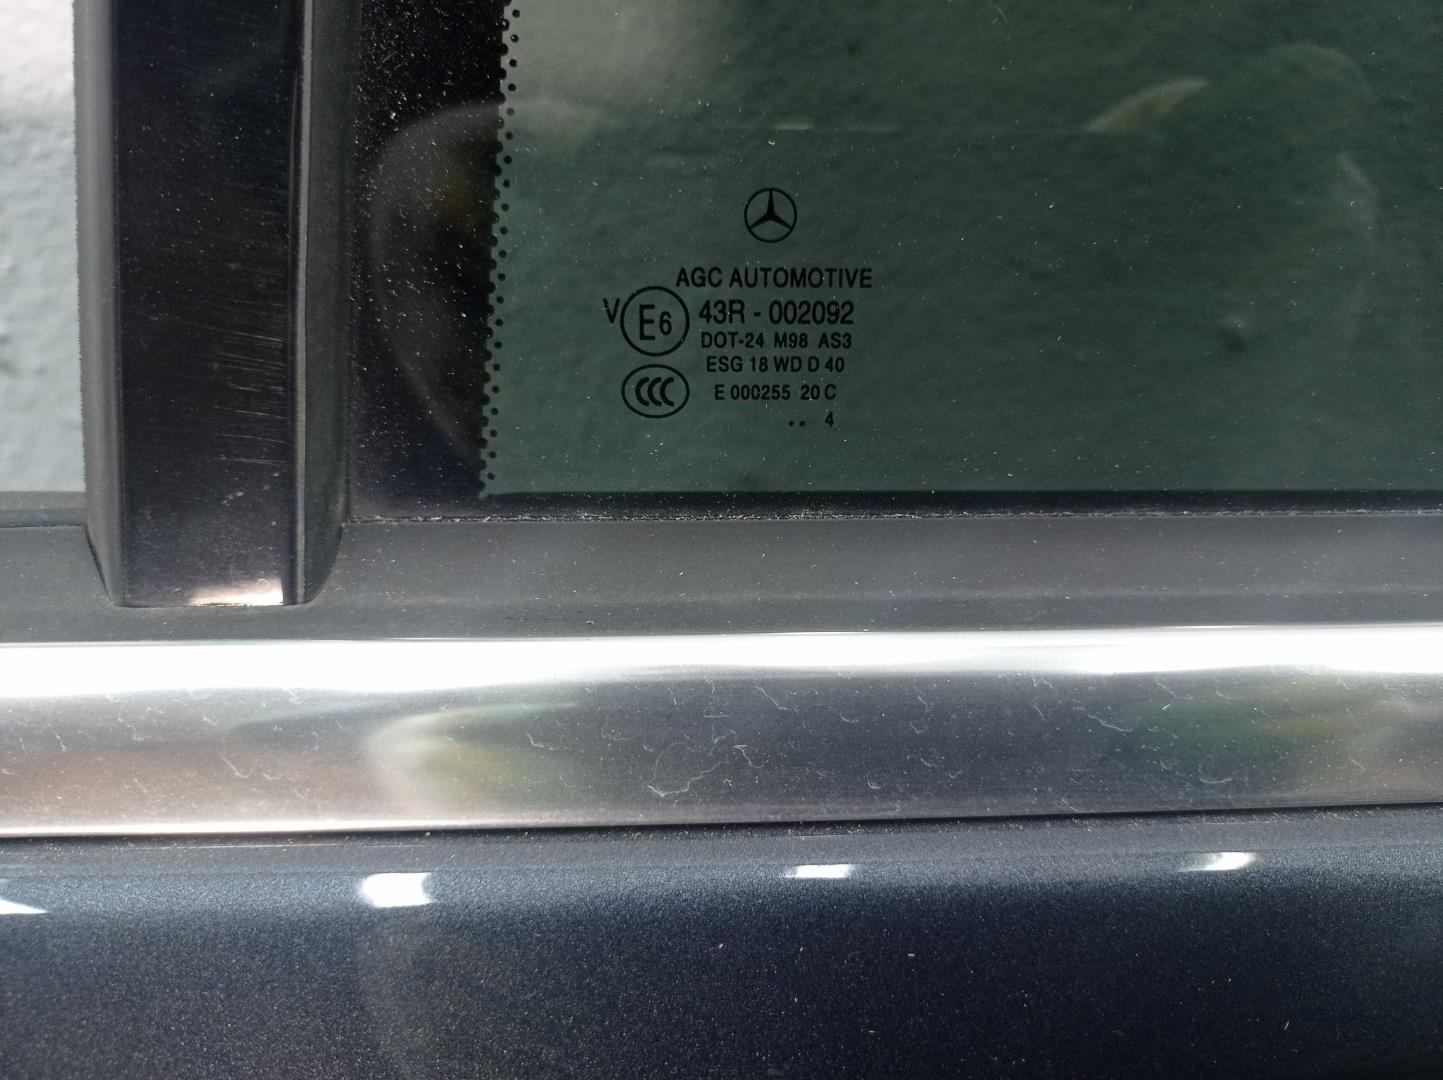 AGC AUTOMOTIVE
V E6 43R - 002092
DOT-24 M98 AS3
ESG 18 WD D 40
CCC E 000255 20 C
.. 4